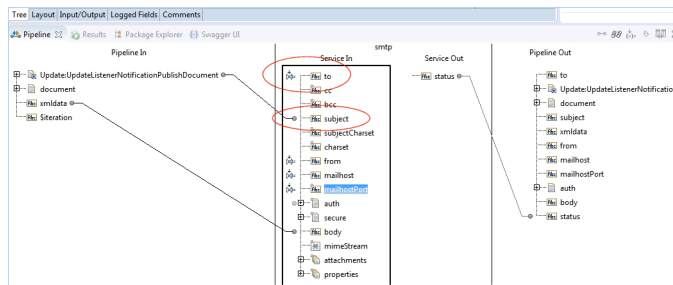 Tree Layout Input/Output Logged Fields Comments
Pipeline Results Package Explorer Swagger UI
Pipeline In
Update:UpdateListenerNotificationPublishDocument
document
xmldata
$iteration
smtp
Service In
to
cc
bcc
subject
subjectCharset
charset
from
mailhost
mailhostPort
auth
secure
body
mimeStream
attachments
properties
Service Out
status
Pipeline Out
to
Update:UpdateListenerNotificatio
document
subject
xmldata
from
mailhost
mailhostPort
auth
body
status